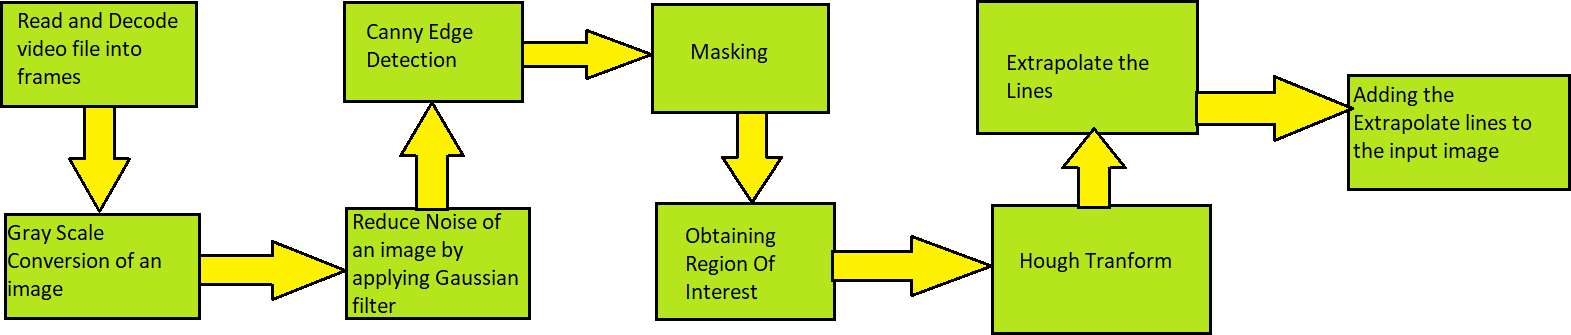 Read and Decode
video file into
frames
Gray Scale
Conversion of an
image
Reduce Noise of
an image by
applying Gaussian
filter
Canny Edge
Detection
Masking
Obtaining
Region Of
Interest
Hough Tranform
Extrapolate the
Lines
Adding the
Extrapolate lines to
the input image